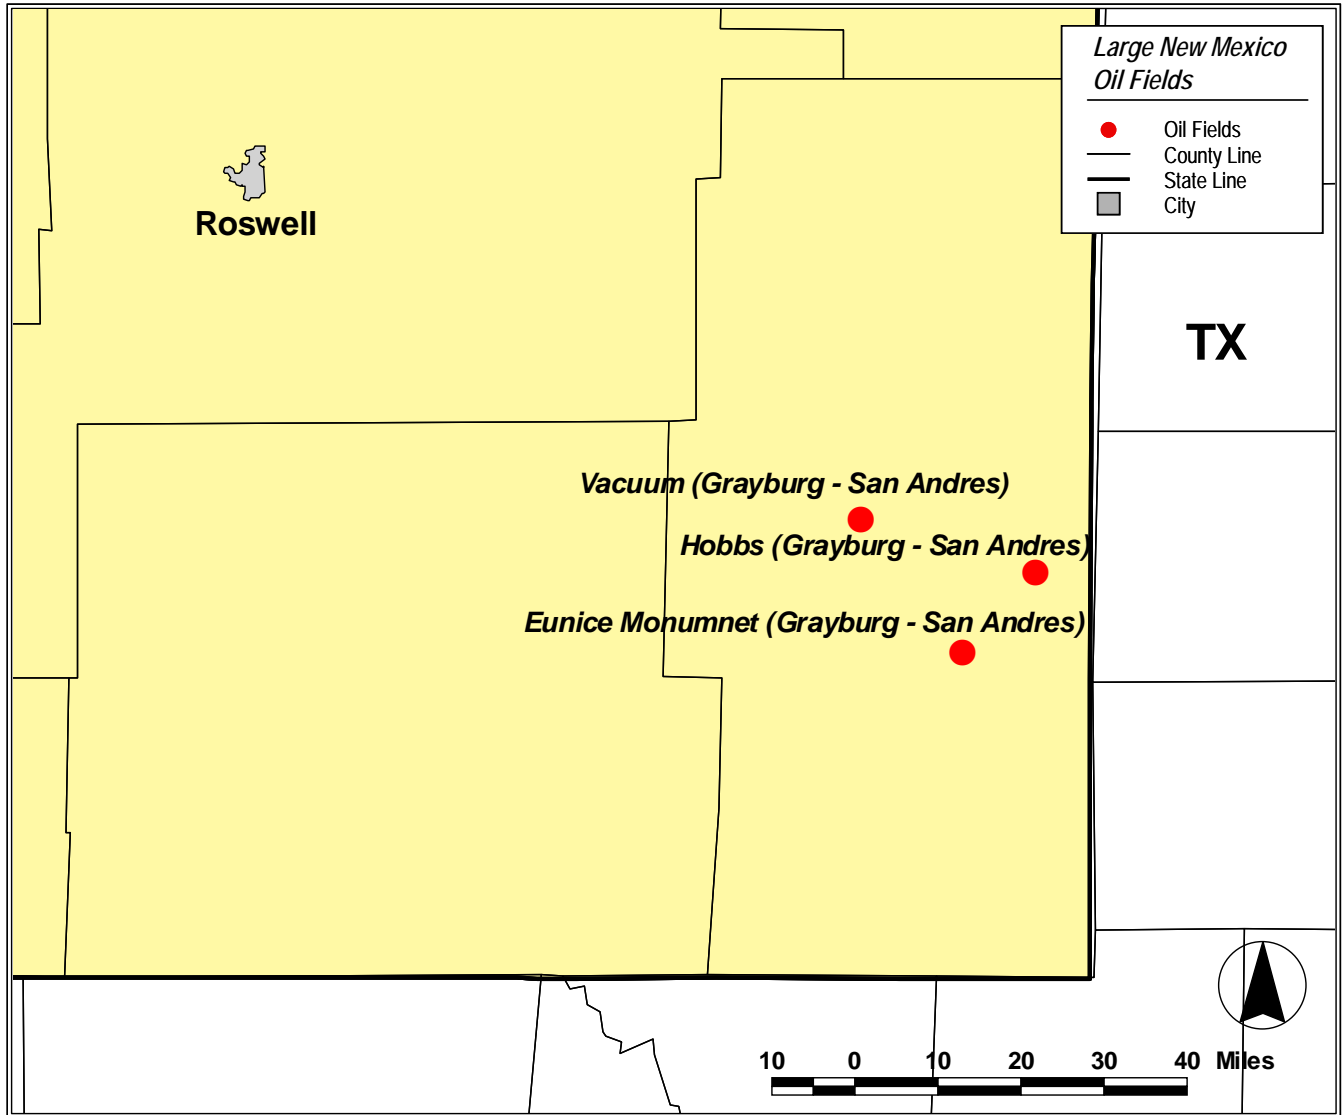 Large New Mexico
Oil Fields
Oil Fields
County Line
State Line
City
Roswell
TX
Vacuum (Grayburg - San Andres)
Hobbs (Grayburg - San Andres)
Eunice Monumnet (Grayburg - San Andres)
10 0 10 20 30 40 Miles